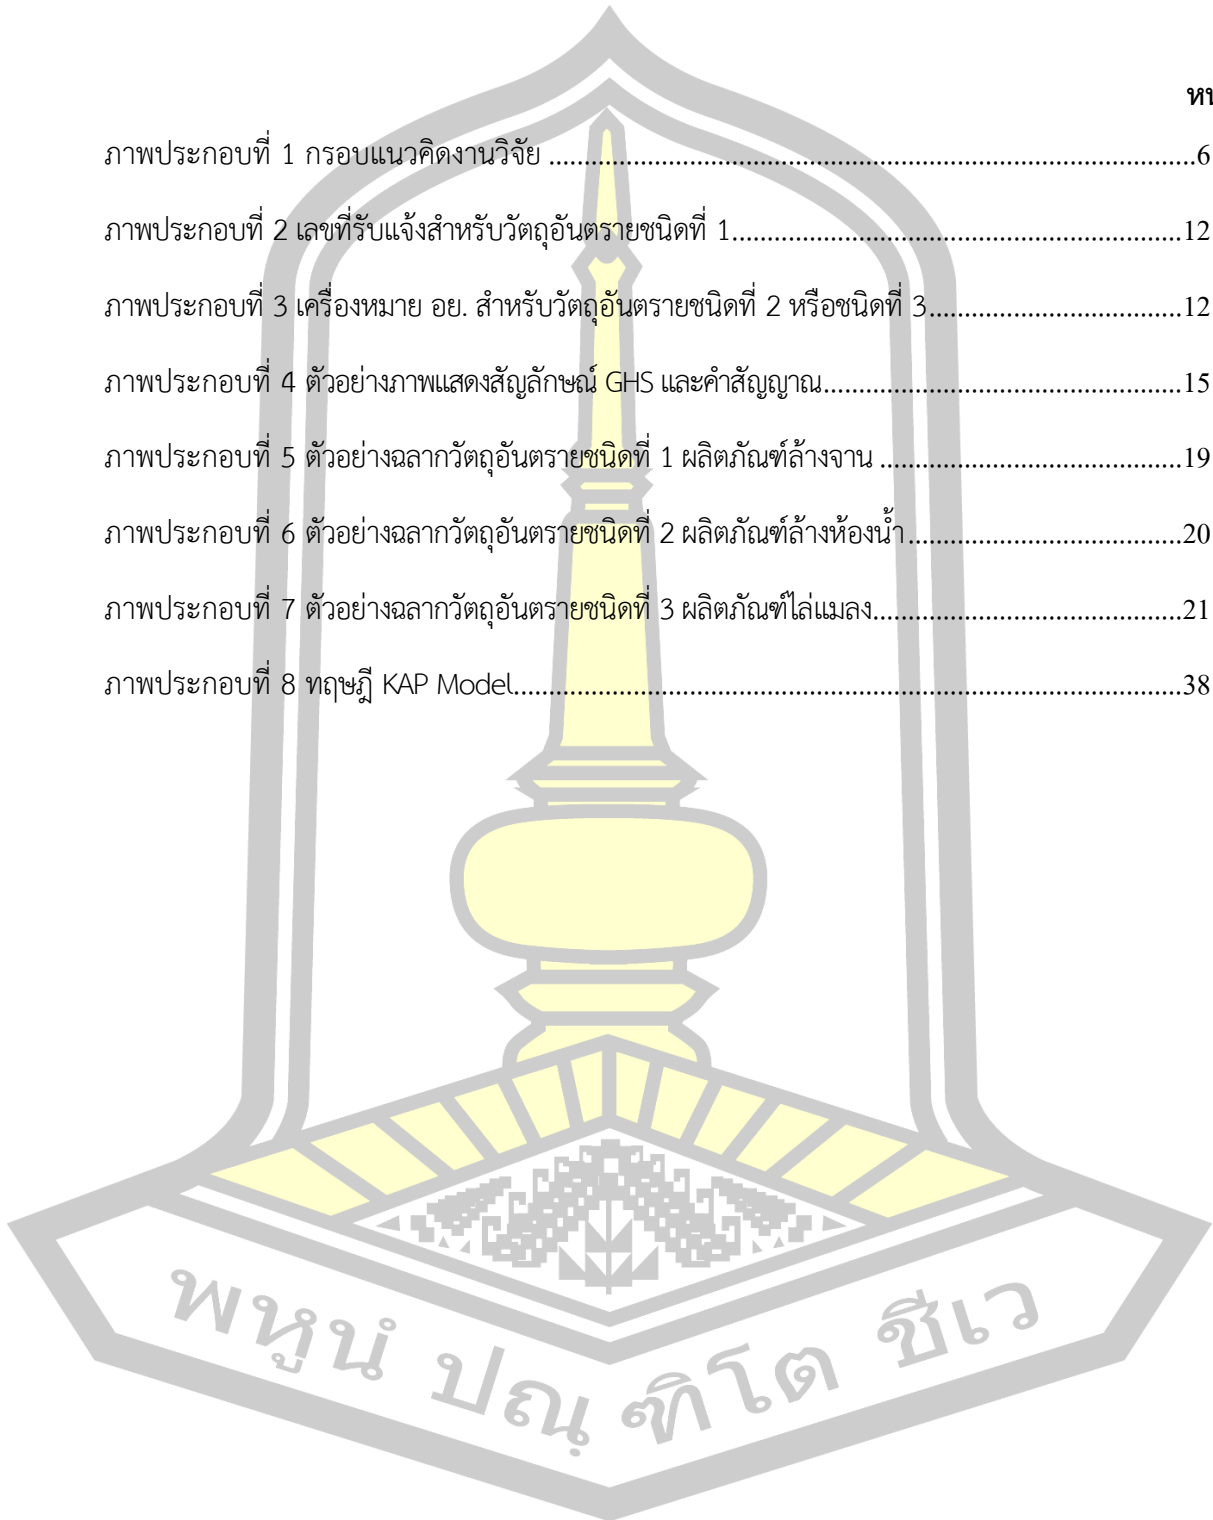 ภาพประกอบที่ 1 กรอบแนวคิดงานวิจัย ...........................................................................................6
ภาพประกอบที่ 2 เลขที่รับแจ้งสำหรับวัตถุอันตรายชนิดที่ 1...............................................................12
ภาพประกอบที่ 3 เครื่องหมาย อย. สำหรับวัตถุอันตรายชนิดที่ 2 หรือชนิดที่ 3...................................12
ภาพประกอบที่ 4 ตัวอย่างภาพแสดงสัญลักษณ์ GHS และคำสัญญาณ..................................................15
ภาพประกอบที่ 5 ตัวอย่างฉลากวัตถุอันตรายชนิดที่ 1 ผลิตภัณฑ์ล้างจาน ..........................................19
ภาพประกอบที่ 6 ตัวอย่างฉลากวัตถุอันตรายชนิดที่ 2 ผลิตภัณฑ์ล้างห้องน้ำ......................................20
ภาพประกอบที่ 7 ตัวอย่างฉลากวัตถุอันตรายชนิดที่ 3 ผลิตภัณฑ์ไล่แมลง...........................................21
ภาพประกอบที่ 8 ทฤษฎี KAP Model..............................................................................................38
พหูนํ ปณฺ ฑิโต ชีเว